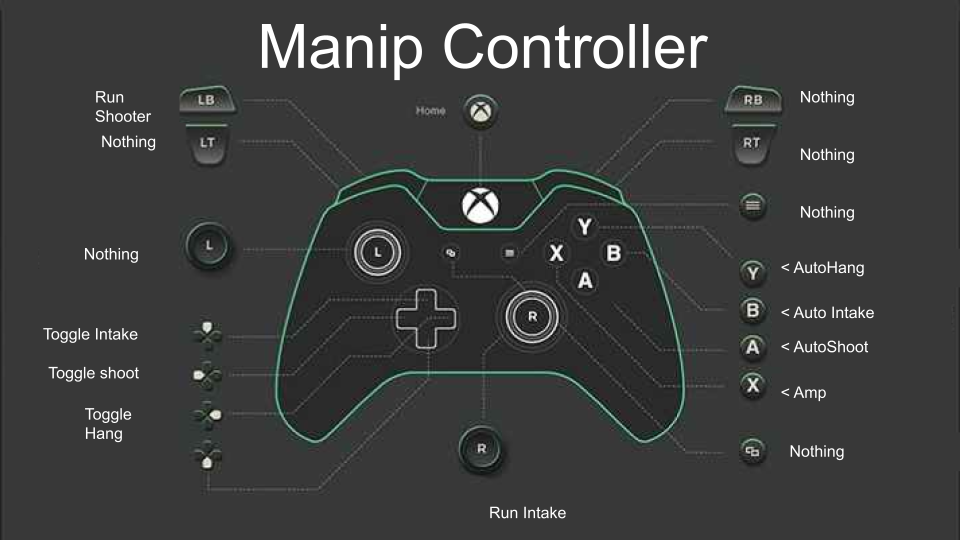 Manip Controller
Run
Shooter
LB
Home
RB
Nothing
Nothing
LT
RT
Nothing
Nothing
L
Nothing
L
Y
X
B
A
R
Y
< AutoHang
B
< Auto Intake
A
< AutoShoot
X
< Amp
Toggle Intake
Toggle shoot
Toggle
Hang
R
Nothing
Run Intake